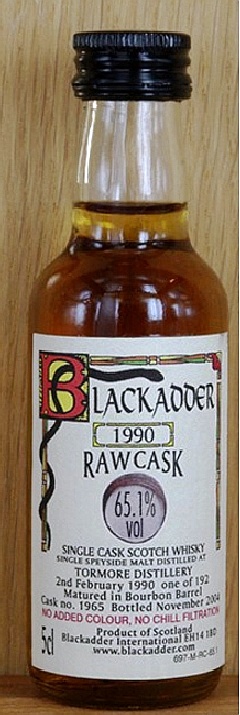 BLACKADDER
1990
RAW CASK
65.1%
vol
SINGLE CASK SCOTCH WHISKY
SINGLE SPEYSIDE MALT DISTILLED AT
TORMORE DISTILLERY
2nd February 1990 one of 192
Matured in Bourbon Barrel
Cask no. 1965 Bottled November 2004
NO ADDED COLOUR, NO CHILL FILTRATION
Product of Scotland
5cl
Blackadder International EH14 1BD
www.blackadder.com